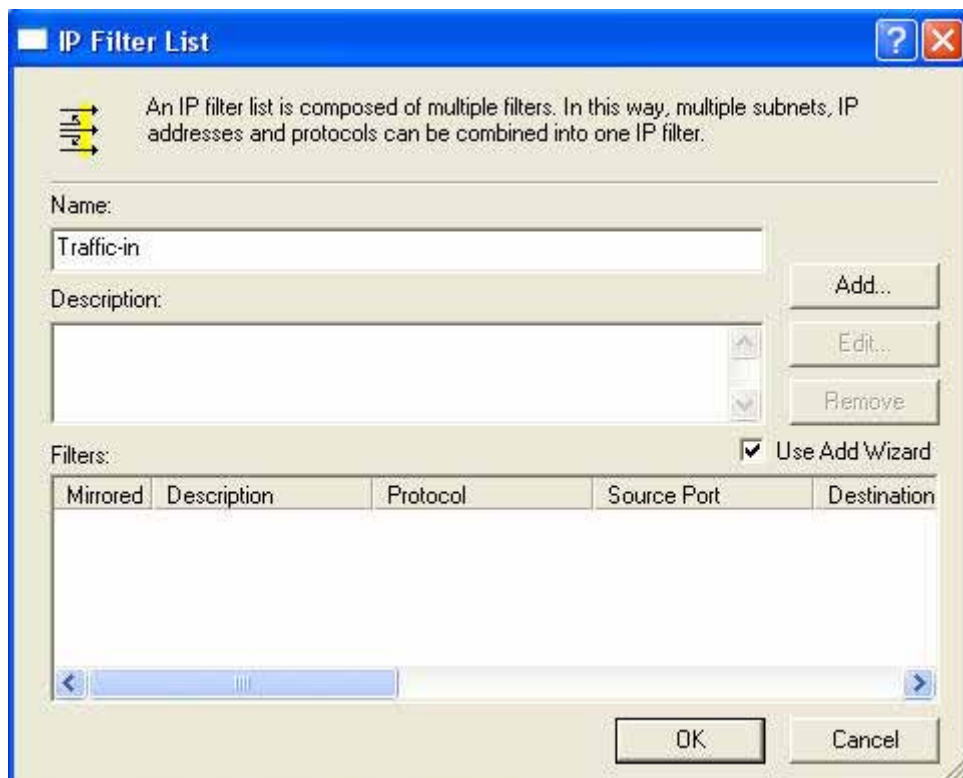 IP Filter List
An IP filter list is composed of multiple filters. In this way, multiple subnets, IP
addresses and protocols can be combined into one IP filter.
Name:
Traffic-in
Add...
Description:
Edit...
Remove
Filters:
Use Add Wizard
Mirrored Description Protocol Source Port Destination
OK Cancel